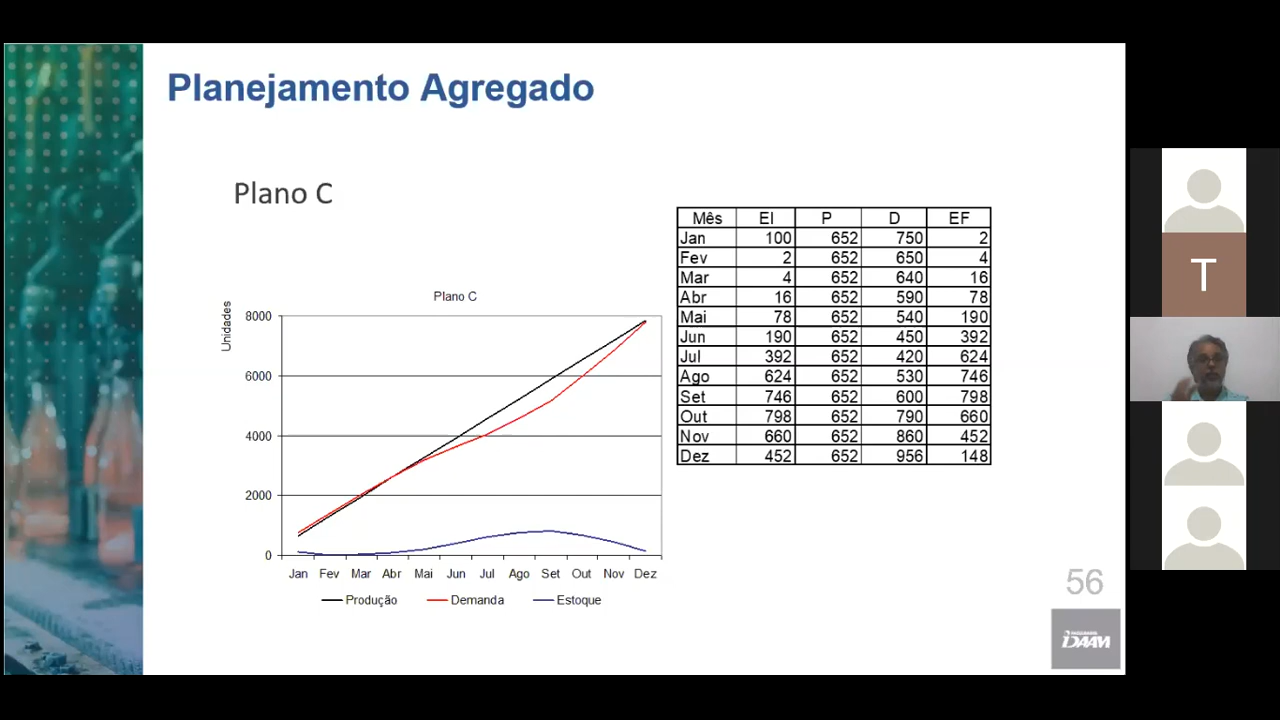 Planejamento Agregado
Plano C
Plano C
Unidades
8000
6000
4000
2000
0
Jan Fev Mar Abr Mai Jun Jul Ago Set Out Nov Dez
Produção Demanda Estoque
Mês EI P D EF
Jan 100 652 750 2
Fev 2 652 650 4
Mar 4 652 640 16
Abr 16 652 590 78
Mai 78 652 540 190
Jun 190 652 450 392
Jul 392 652 420 624
Ago 624 652 530 746
Set 746 652 600 798
Out 798 652 790 660
Nov 660 652 860 452
Dez 452 652 956 148
56
T